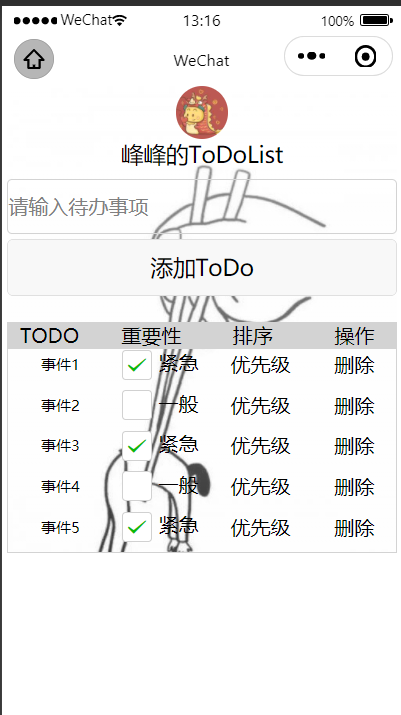 WeChat 13:16 100%
WeChat
峰峰的ToDoList
请输入待办事项
添加ToDo
TODO 重要性 排序 操作
事件1 紧急 优先级 删除
事件2 一般 优先级 删除
事件3 紧急 优先级 删除
事件4 一般 优先级 删除
事件5 紧急 优先级 删除